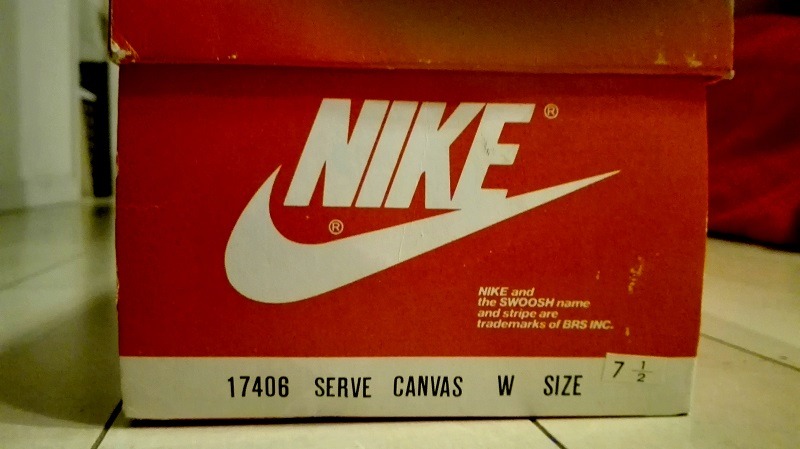 NIKE ®
®
NIKE and
the SWOOSH name
and stripe are
trademarks of BRS INC.
17406 SERVE CANVAS W SIZE 7 1/2